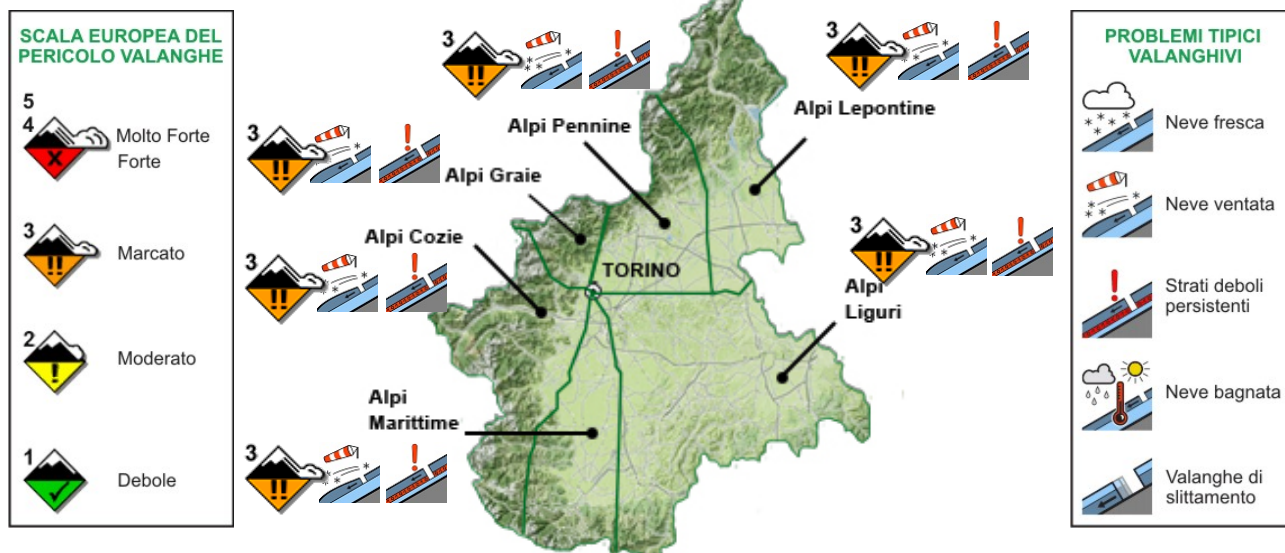 SCALA EUROPEA DEL
PERICOLO VALANGHE
5
4
Molto Forte
Forte
3
Marcato
2
Moderato
1
Debole
3
3
3
3
3
3
Alpi Lepontine
Alpi Pennine
Alpi Graie
Alpi Cozie
TORINO
Alpi
Liguri
Alpi
Marittime
PROBLEMI TIPICI
VALANGHIVI
Neve fresca
Neve ventata
Strati deboli
persistenti
Neve bagnata
Valanghe di
slittamento